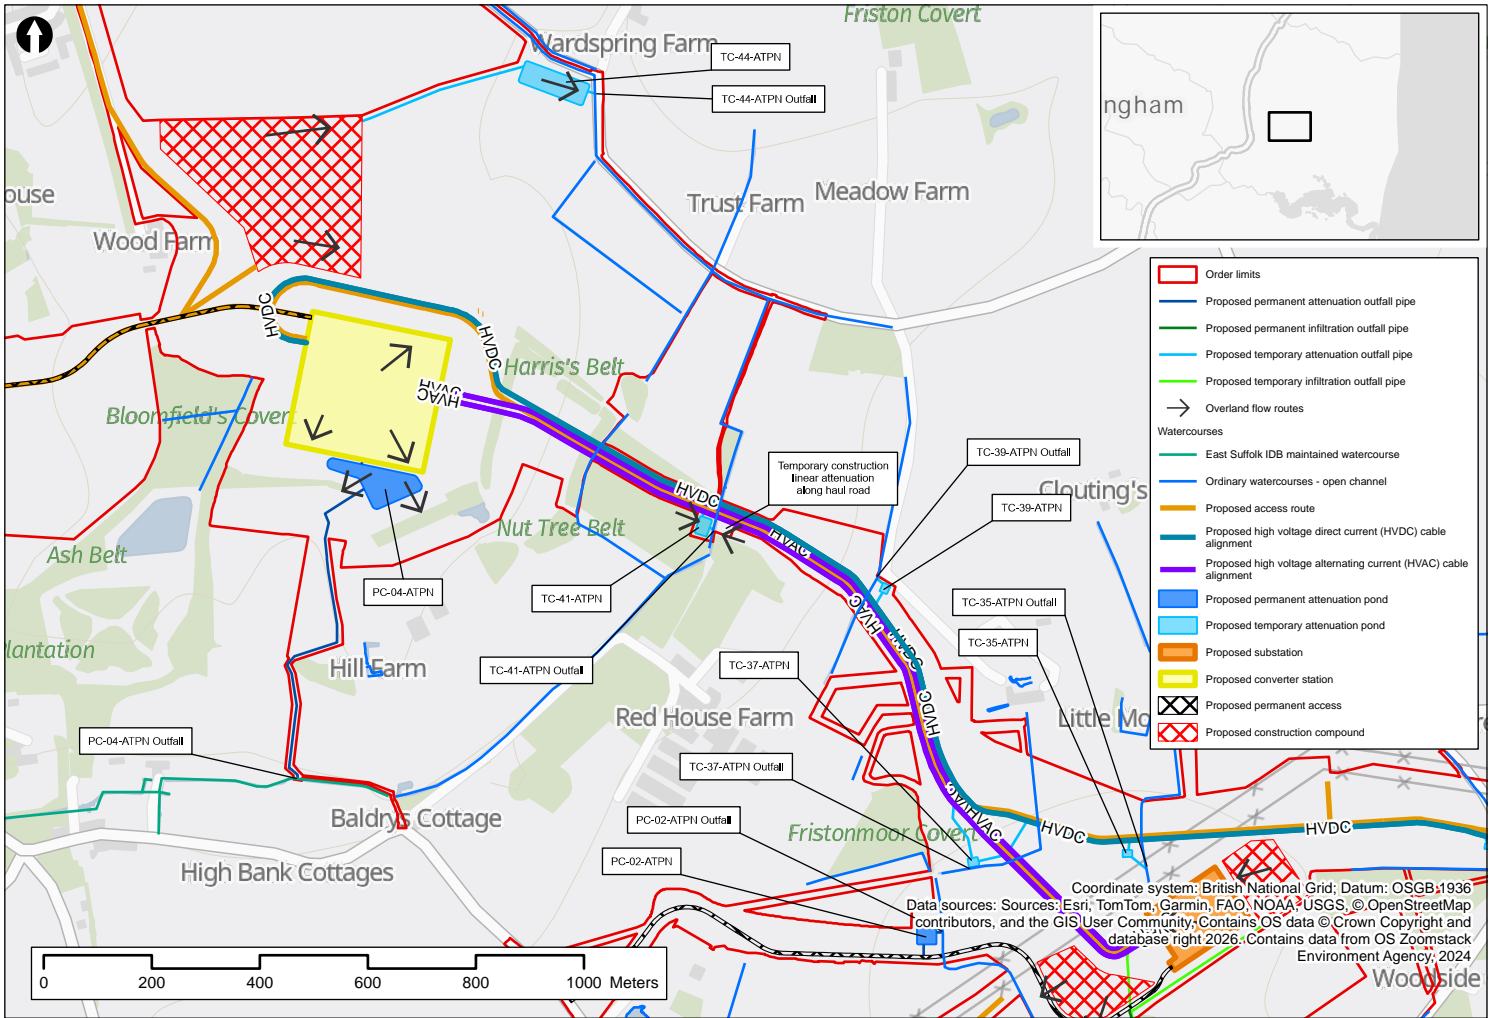 Friston Covert
Wardspring Farm
TC-44-ATPN
TC-44-ATPN Outfall
ngham
ouse
Trust Farm
Meadow Farm
Wood Farm
HVDC
HVDC
Harris's Belt
HVAC
HVAC
Bloomfield's Covert
Order limits
Proposed permanent attenuation outfall pipe
Proposed permanent infiltration outfall pipe
Proposed temporary attenuation outfall pipe
Proposed temporary infiltration outfall pipe
Overland flow routes
Watercourses
East Suffolk IDB maintained watercourse
Ordinary watercourses - open channel
Proposed access route
Proposed high voltage direct current (HVDC) cable
alignment
Proposed high voltage alternating current (HVAC) cable
alignment
Proposed permanent attenuation pond
Proposed temporary attenuation pond
Proposed substation
Proposed converter station
Proposed permanent access
Proposed construction compound
Temporary construction
linear attenuation
along haul road
TC-39-ATPN Outfall
TC-39-ATPN
Clouting's
HVDC
Nut Tree Belt
HVAC
Ash Belt
PC-04-ATPN
TC-41-ATPN
TC-35-ATPN Outfall
TC-35-ATPN
HVAC
HVDC
lantation
Hill Farm
TC-41-ATPN Outfall
TC-37-ATPN
HVDC
Red House Farm
Little Mo
PC-04-ATPN Outfall
TC-37-ATPN Outfall
Baldrys Cottage
PC-02-ATPN Outfall
Fristonmoor Covert
HVAC
HVAC
HVDC
HVDC
PC-02-ATPN
High Bank Cottages
Coordinate system: British National Grid; Datum: OSGB 1936
Data sources: Sources: Esri, TomTom, Garmin, FAO, NOAA, USGS, © OpenStreetMap
contributors, and the GIS User Community, Contains OS data © Crown Copyright and
database right 2026. Contains data from OS Zoomstack
Environment Agency, 2024
Woodside
0 200 400 600 800 1000 Meters